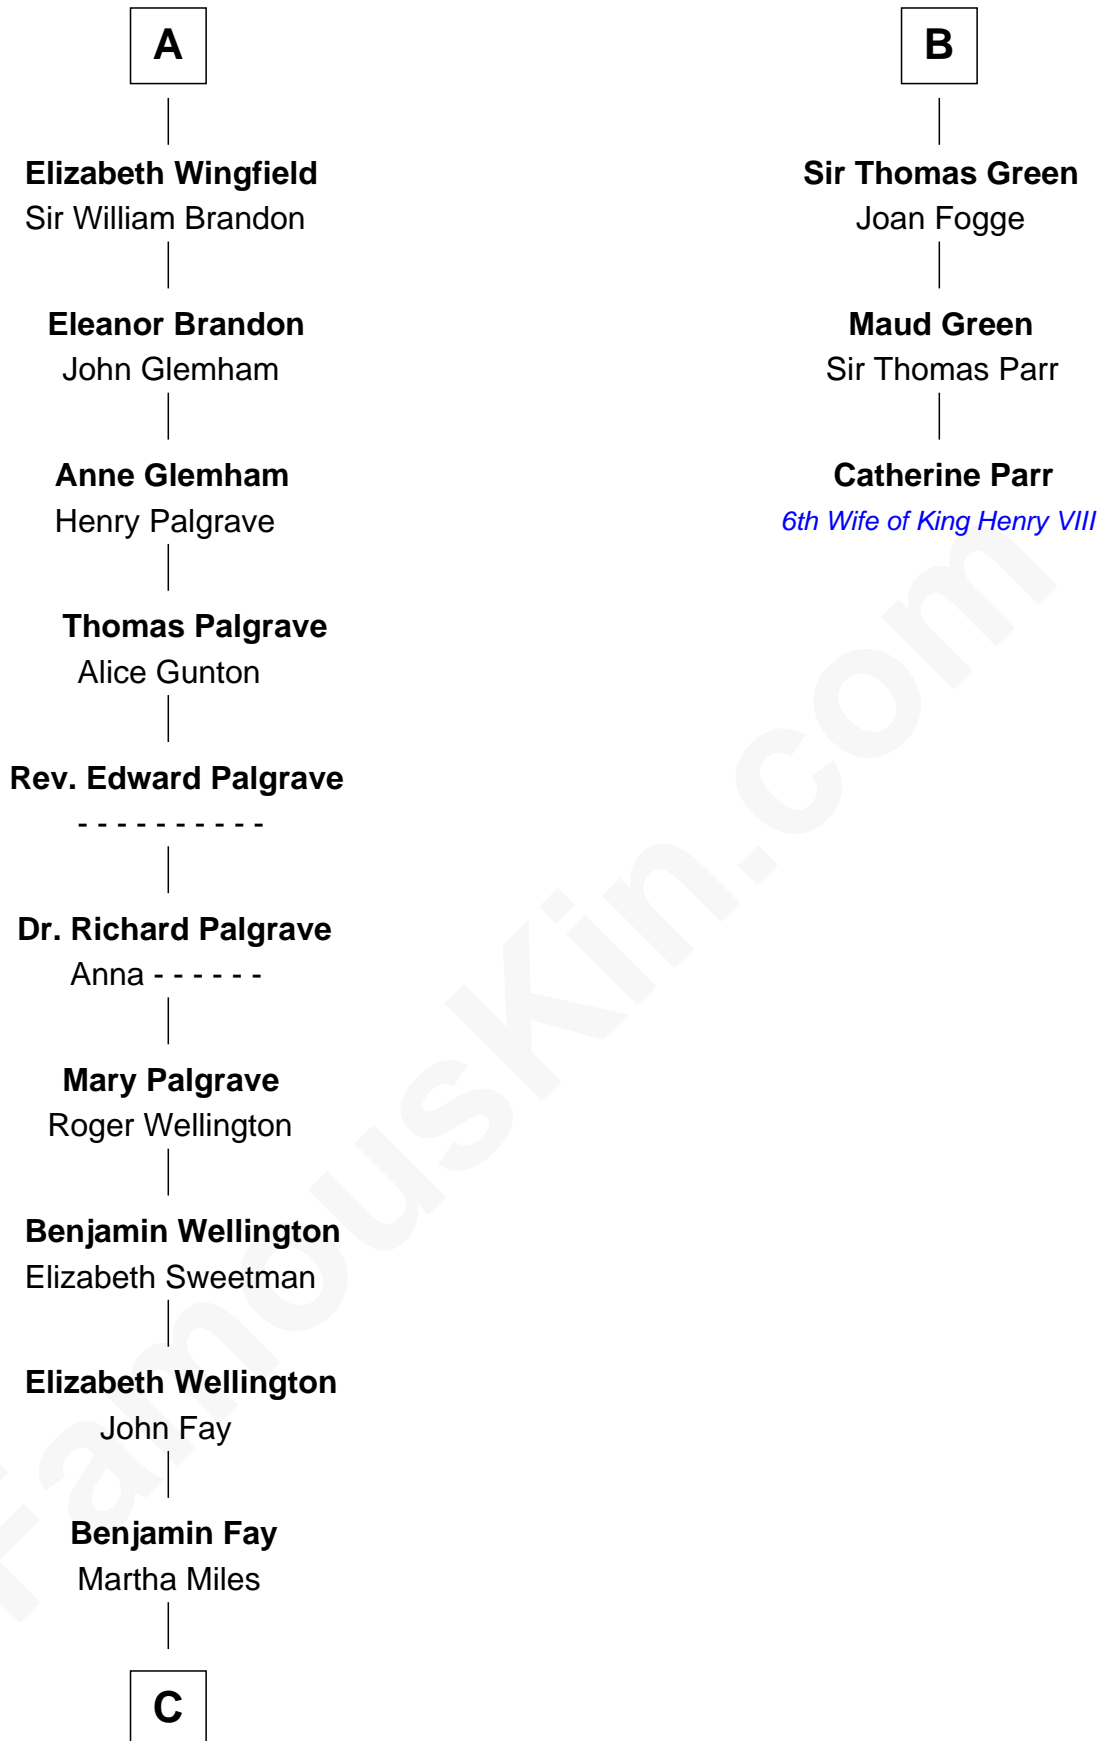 A
Elizabeth Wingfield
Sir William Brandon
Eleanor Brandon
John Glemham
Anne Glemham
Henry Palgrave
Thomas Palgrave
Alice Gunton
Rev. Edward Palgrave
- - - - - - - - - -
Dr. Richard Palgrave
Anna - - - - - -
Mary Palgrave
Roger Wellington
Benjamin Wellington
Elizabeth Sweetman
Elizabeth Wellington
John Fay
Benjamin Fay
Martha Miles
C
B
Sir Thomas Green
Joan Fogge
Maud Green
Sir Thomas Parr
Catherine Parr
6th Wife of King Henry VIII
FamousKin.com